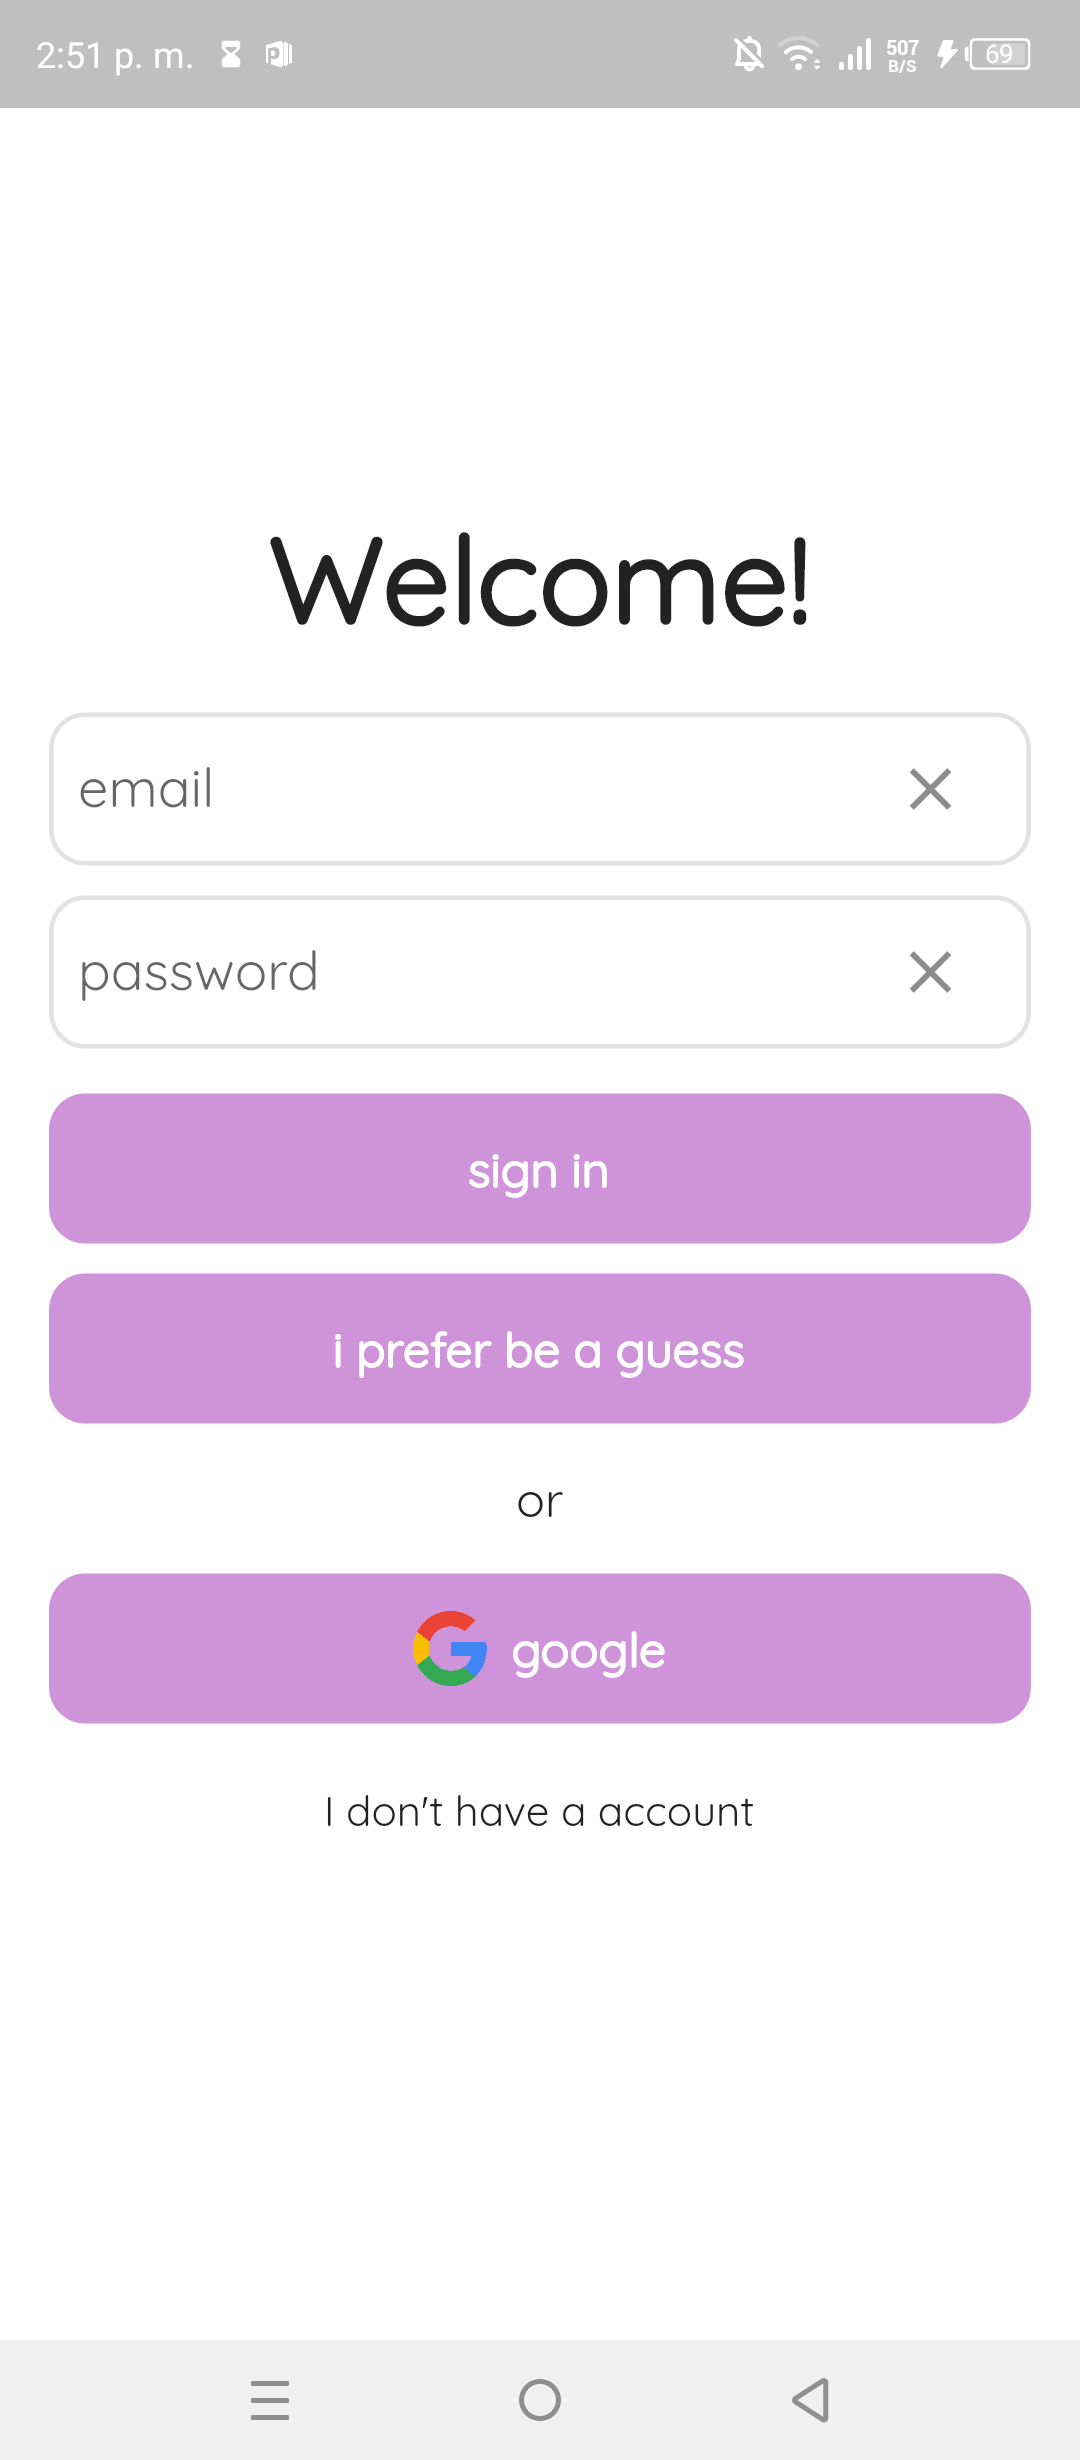 2:51 p. m.
507
B/S
69
Welcome!
email
password
sign in
i prefer be a guess
or
google
I don't have a account